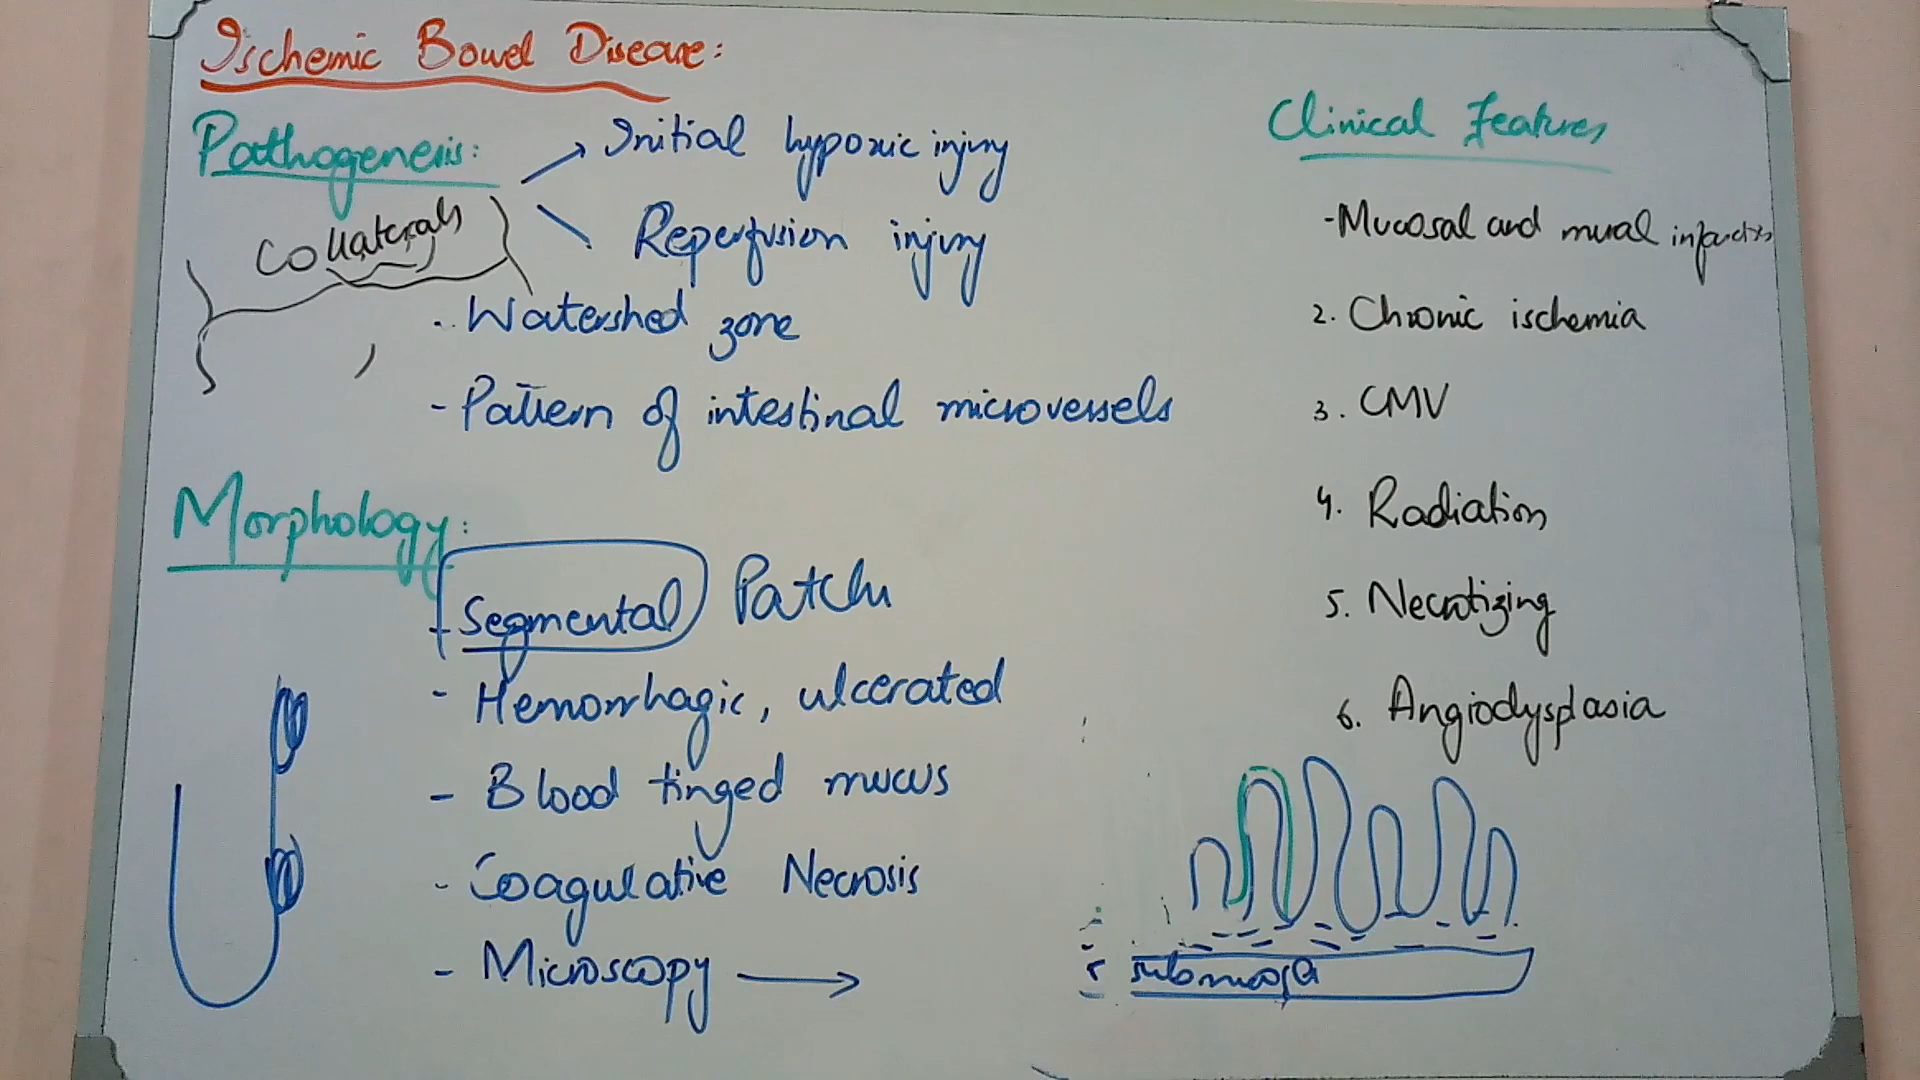 Ischemic Bowel Disease:
Pathogenesis:
Initial hypoxic injury
Reperfusion injury
Collaterals
- Watershed zone
- Pattern of intestinal microvessels
Morphology:
- Segmental Patchy
- Hemorrhagic, ulcerated
- Blood tinged mucus
- Coagulative Necrosis
- Microscopy →
Clinical Features
- Mucosal and mural infarction
2. Chronic ischemia
3. CMV
4. Radiation
5. Necrotizing
6. Angiodysplasia
submucosa